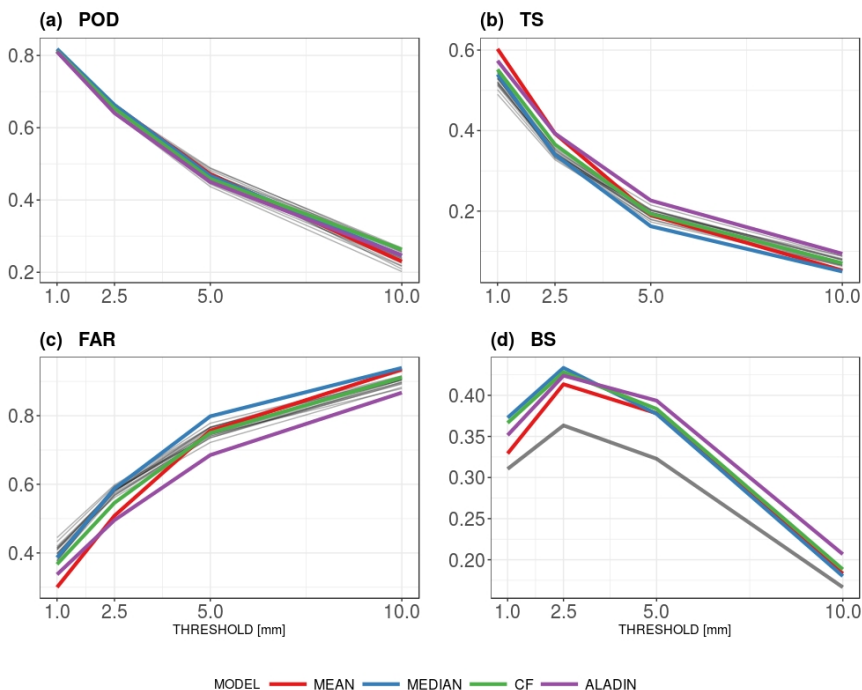 (a) POD
0.8
0.6
0.4
0.2
1.0 2.5 5.0 10.0
(b) TS
0.6
0.4
0.2
1.0 2.5 5.0 10.0
(c) FAR
0.8
0.6
0.4
1.0 2.5 5.0 10.0
THRESHOLD [mm]
(d) BS
0.40
0.35
0.30
0.25
0.20
1.0 2.5 5.0 10.0
THRESHOLD [mm]
MODEL MEAN MEDIAN CF ALADIN